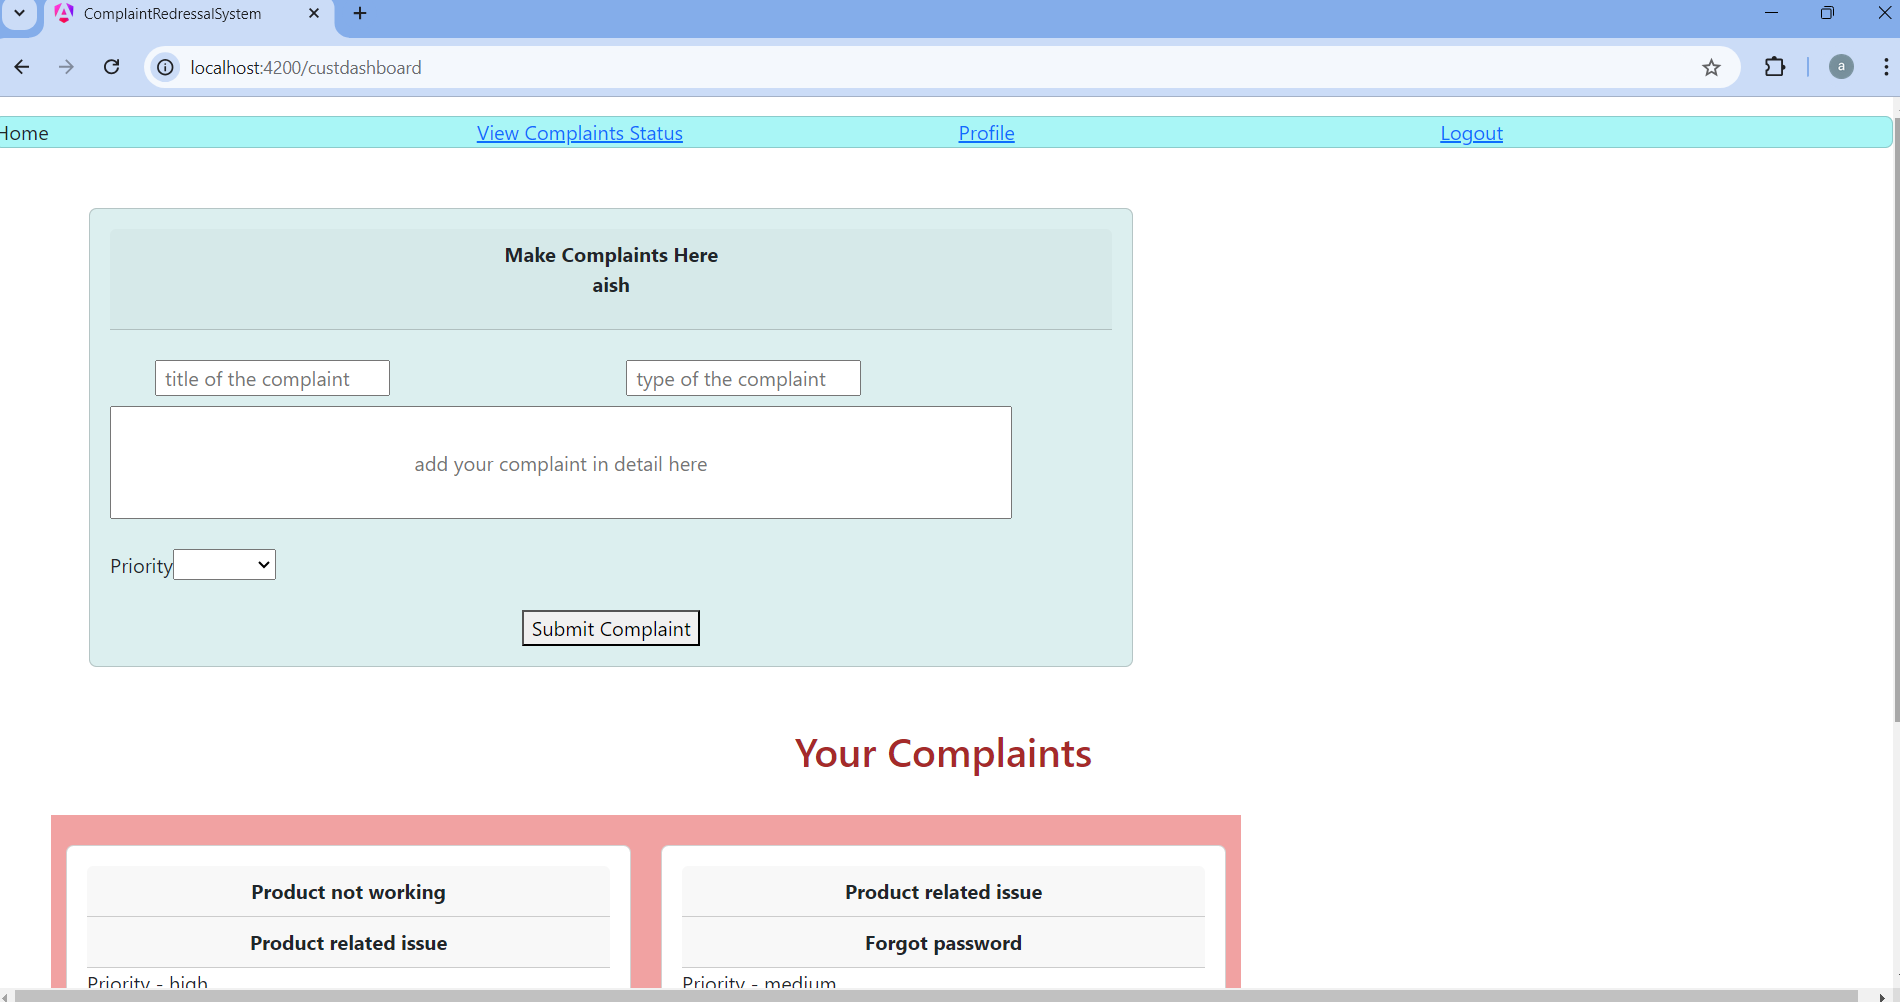 ComplaintRedressalSystem
localhost:4200/custdashboard
a
Home View Complaints Status Profile Logout
Make Complaints Here
aish
title of the complaint type of the complaint
add your complaint in detail here
Priority
Submit Complaint
Your Complaints
Product not working
Product related issue
Priority - high
Product related issue
Forgot password
Priority - medium